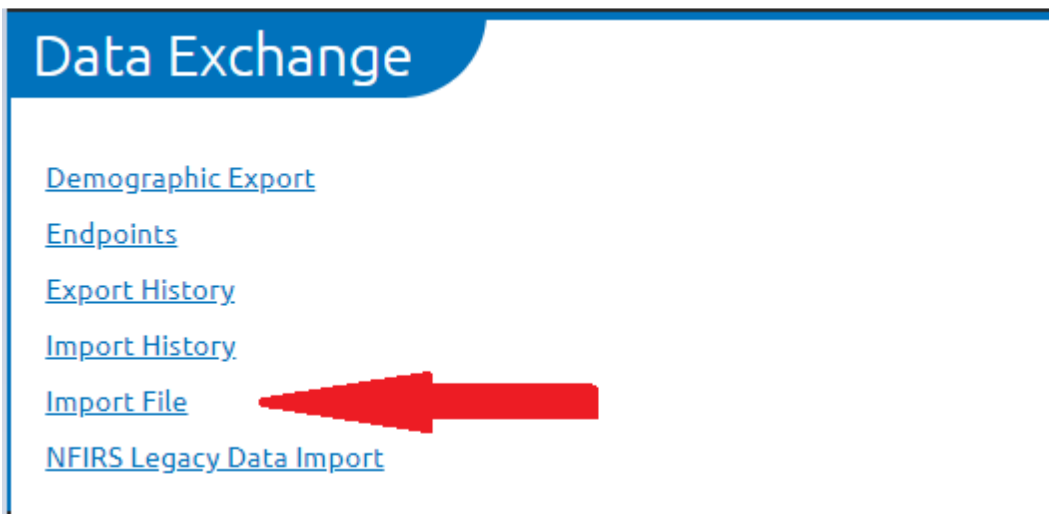 Data Exchange
Demographic Export
Endpoints
Export History
Import History
Import File
NFIRS Legacy Data Import